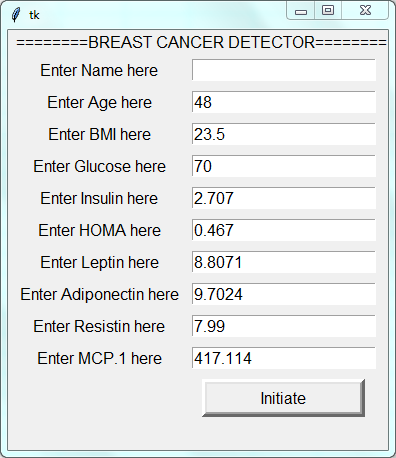 tk
========BREAST CANCER DETECTOR========
Enter Name here
Enter Age here 48
Enter BMI here 23.5
Enter Glucose here 70
Enter Insulin here 2.707
Enter HOMA here 0.467
Enter Leptin here 8.8071
Enter Adiponectin here 9.7024
Enter Resistin here 7.99
Enter MCP.1 here 417.114
Initiate